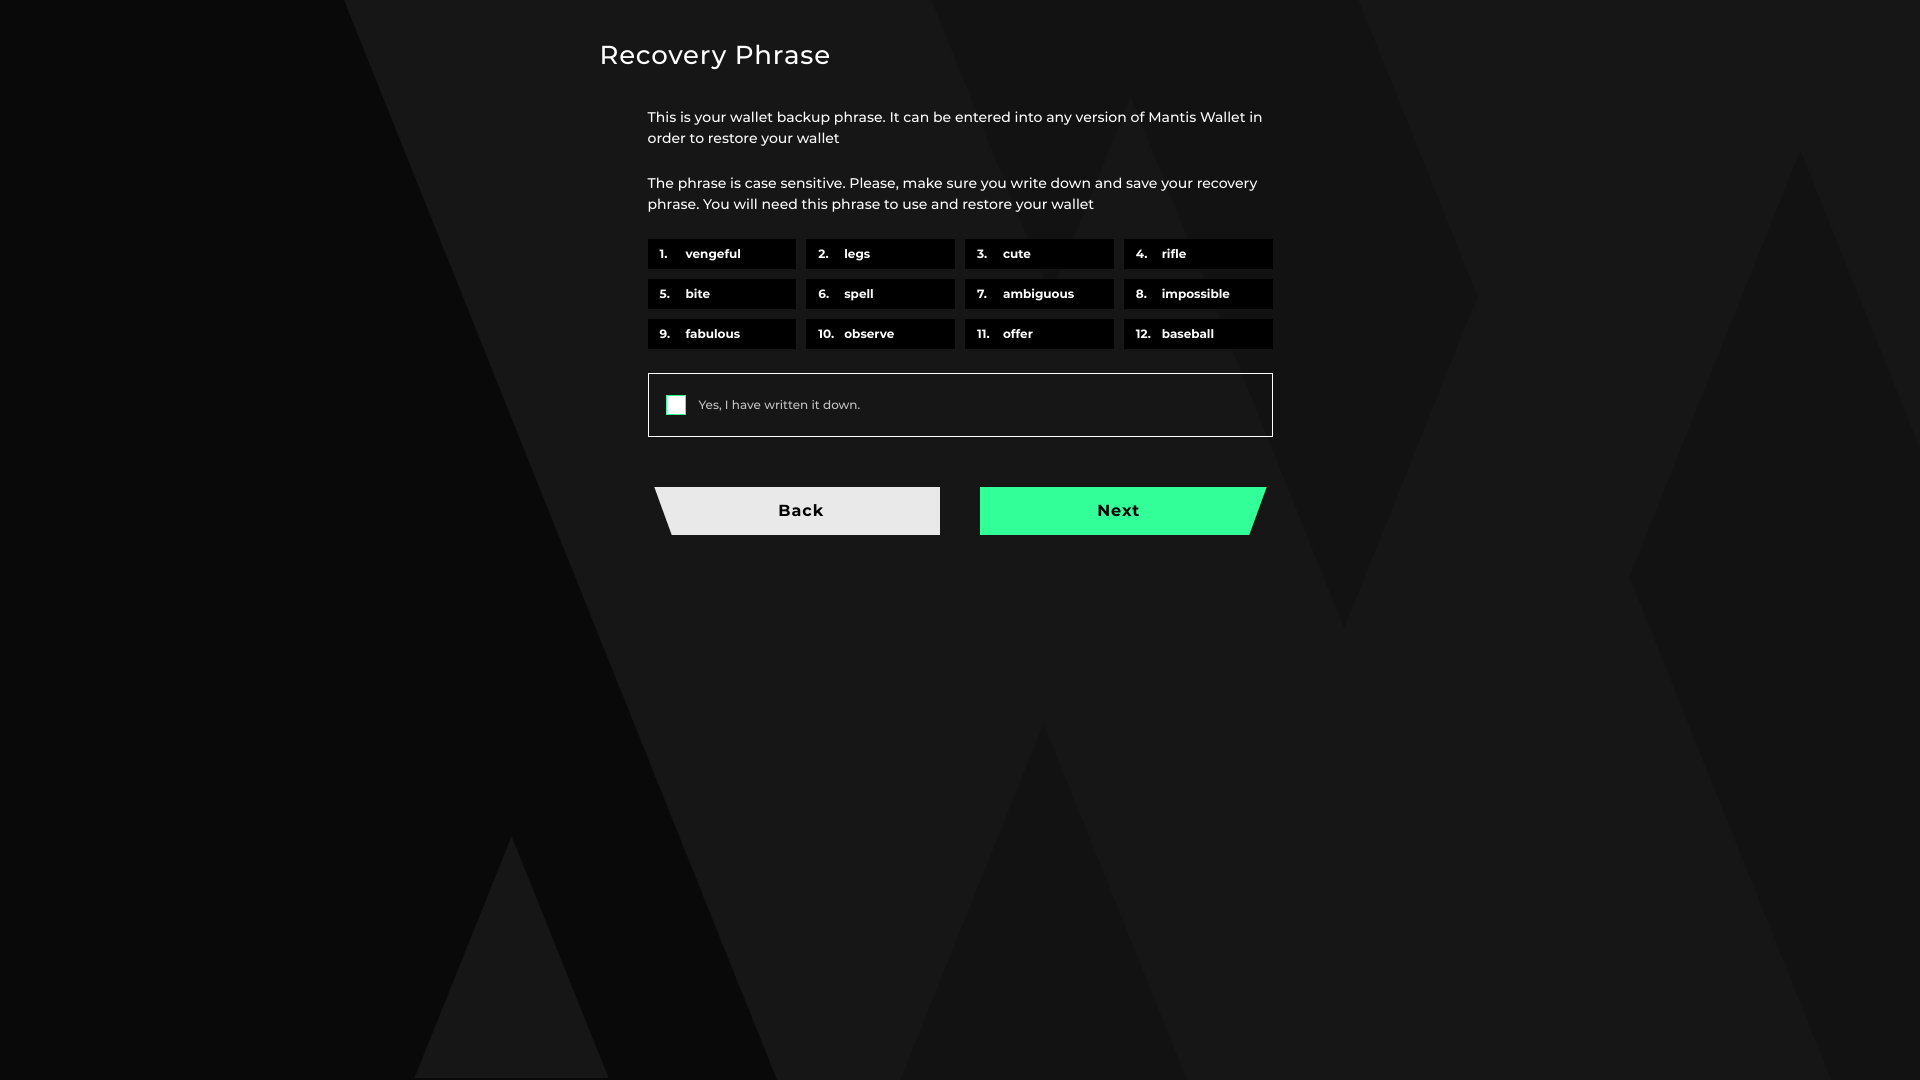 Recovery Phrase
This is your wallet backup phrase. It can be entered into any version of Mantis Wallet in
order to restore your wallet
The phrase is case sensitive. Please, make sure you write down and save your recovery
phrase. You will need this phrase to use and restore your wallet
1. vengeful 2. legs 3. cute 4. rifle
5. bite 6. spell 7. ambiguous 8. impossible
9. fabulous 10. observe 11. offer 12. baseball
Yes, I have written it down.
Back Next